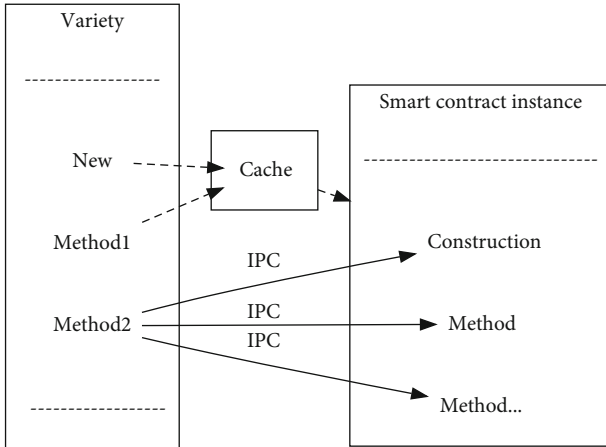 Variety
New
Method1
Method2
Cache
IPC
IPC
IPC
Smart contract instance
Construction
Method
Method...